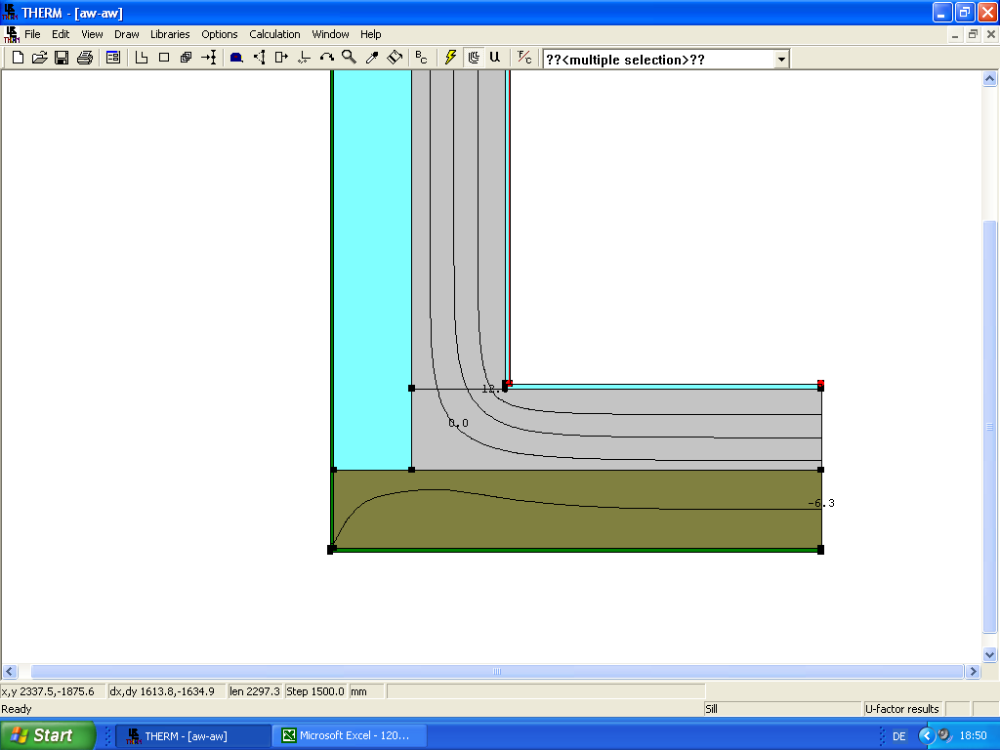 THERM - [aw-aw]
File Edit View Draw Libraries Options Calculation Window Help
BC U °F/C ??<multiple selection>??
0.0
-6.3
x,y 2337.5,-1875.6 dx,dy 1613.8,-1634.9 len 2297.3 Step 1500.0 mm
Ready Sill U-factor results
Start THERM - [aw-aw] Microsoft Excel - 120... DE 18:50